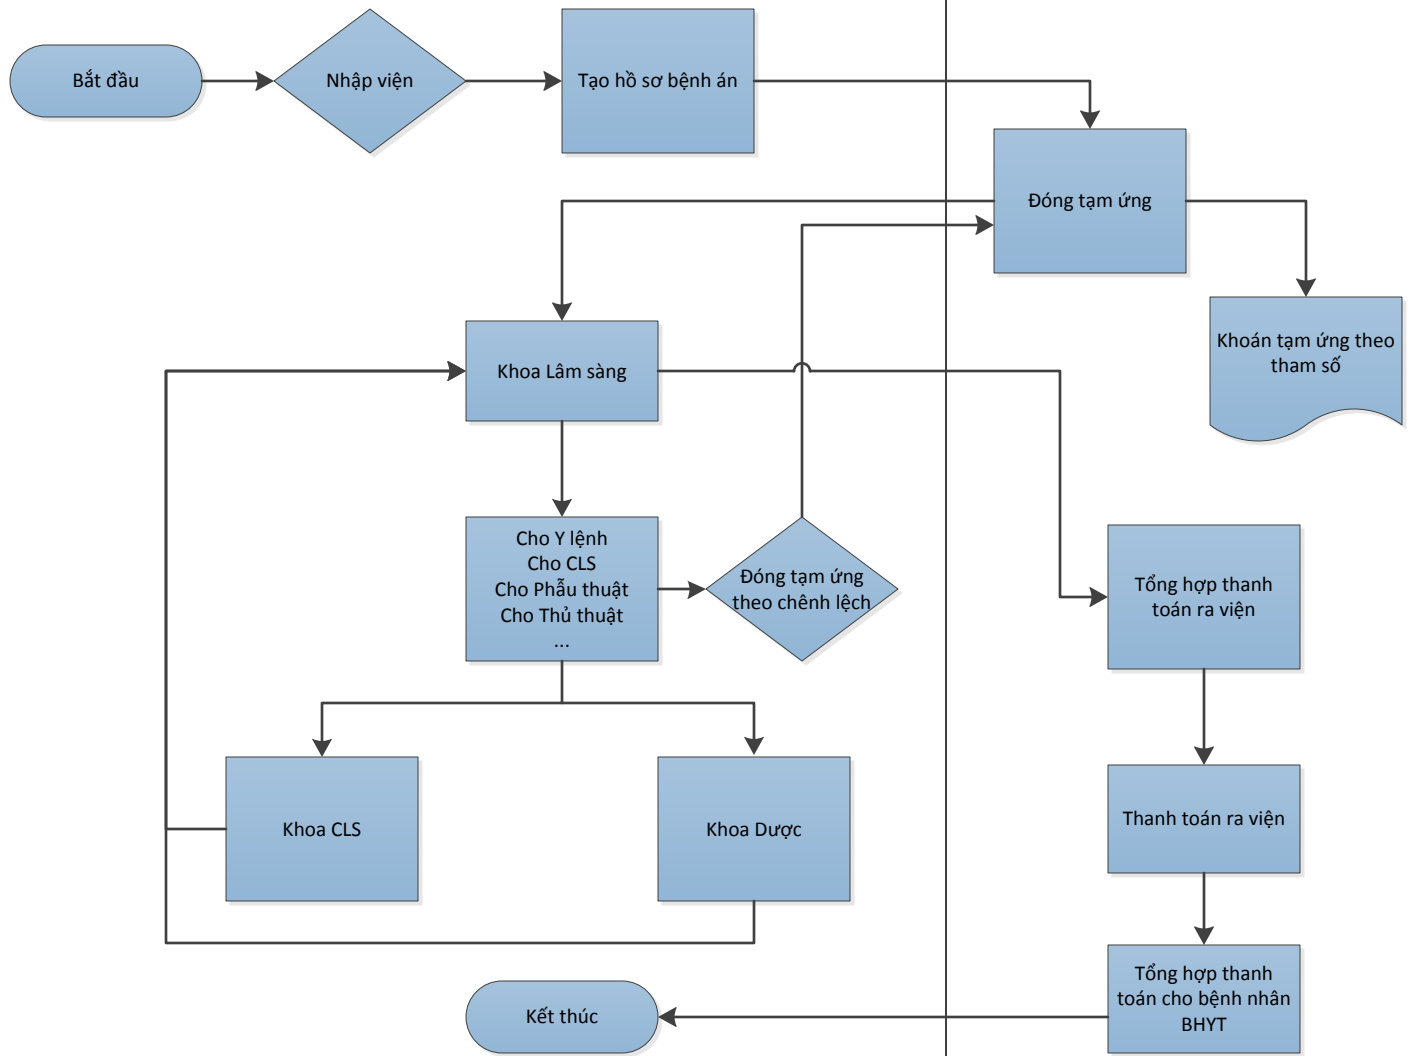 Bắt đầu
Nhập viện
Tạo hồ sơ bệnh án
Đóng tạm ứng
Khoán tạm ứng theo
tham số
Khoa Lâm sàng
Cho Y lệnh
Cho CLS
Cho Phẫu thuật
Cho Thủ thuật
...
Đóng tạm ứng
theo chênh lệch
Tổng hợp thanh
toán ra viện
Khoa CLS
Khoa Dược
Thanh toán ra viện
Tổng hợp thanh
toán cho bệnh nhân
BHYT
Kết thúc